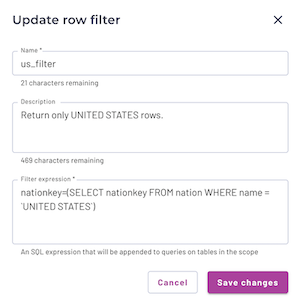 Update row filter
Name *
us_filter
21 characters remaining
Description
Return only UNITED STATES rows.
469 characters remaining
Filter expression *
nationkey=(SELECT nationkey FROM nation WHERE name =
'UNITED STATES')
An SQL expression that will be appended to queries on tables in the scope
Cancel
Save changes